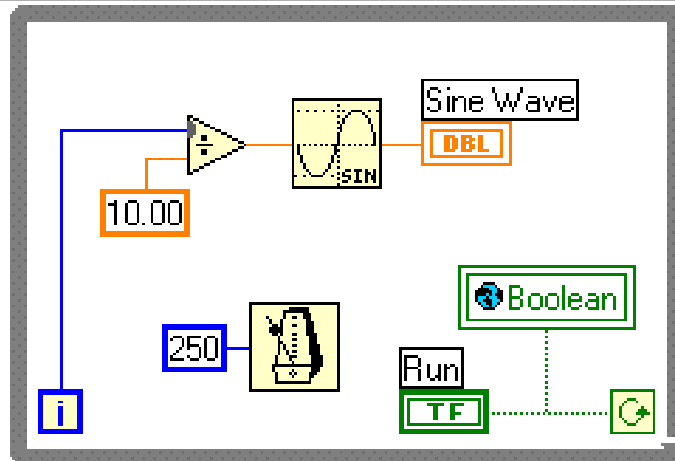 Sine Wave
÷
SIN
DBL
10.00
Boolean
250
Run
i
TF